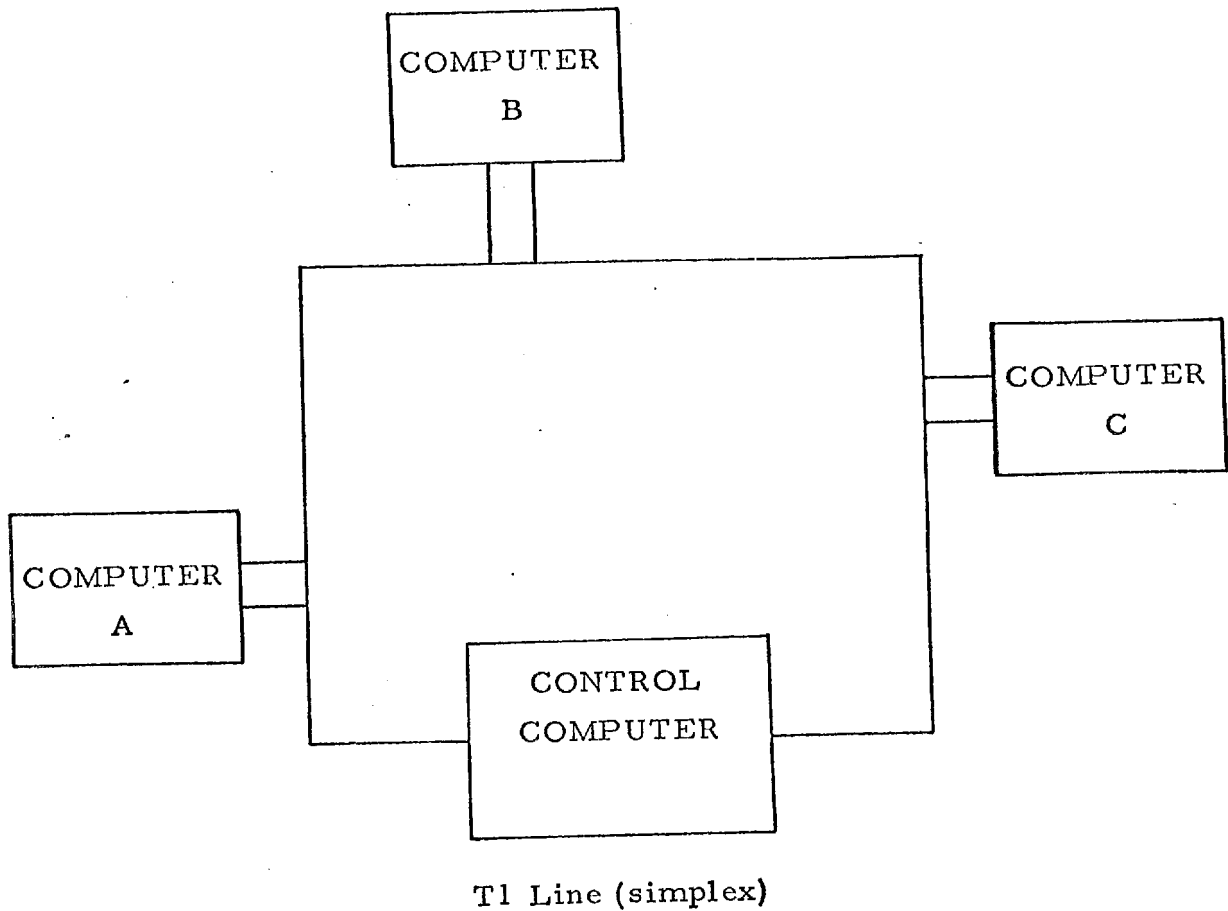 COMPUTER
B
COMPUTER
C
COMPUTER
A
CONTROL
COMPUTER
T1 Line (simplex)